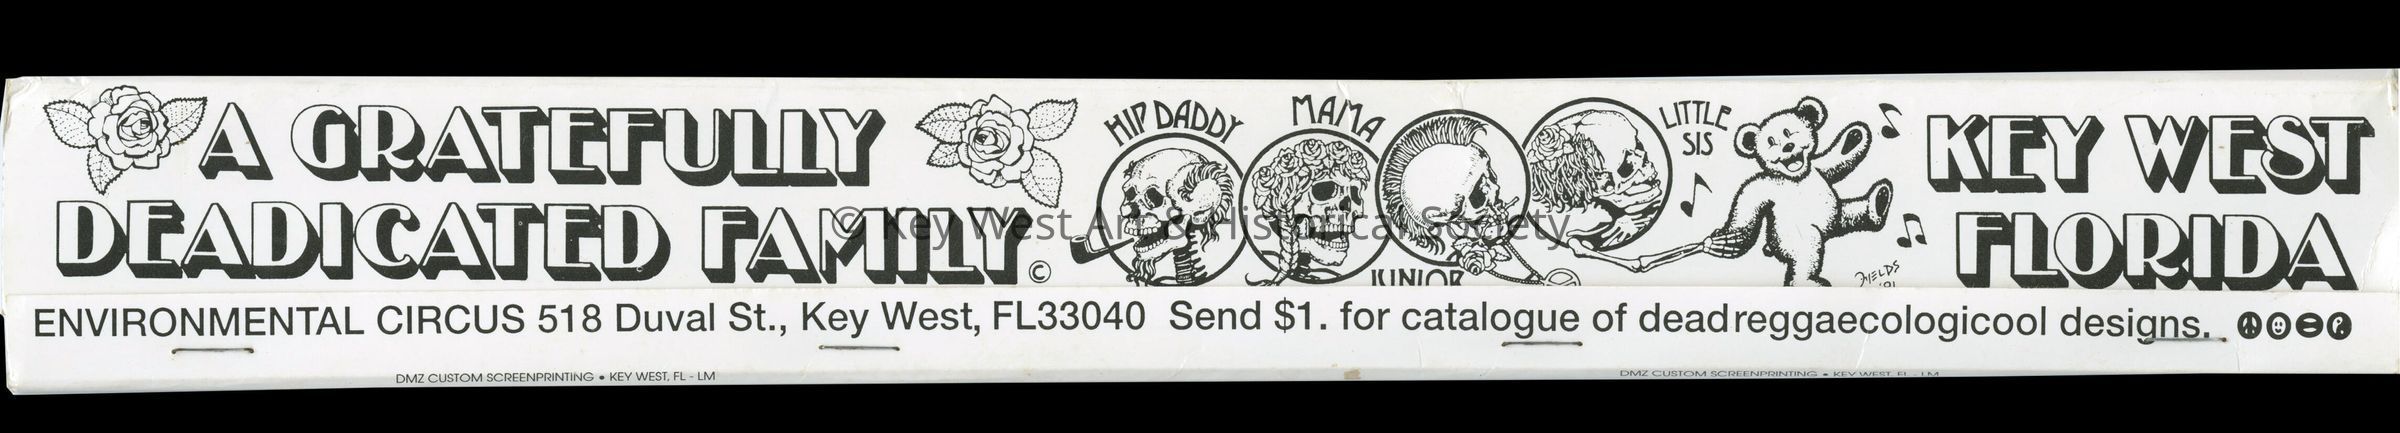 A GRATEFULLY
DEADICATED FAMILY ©
HIP DADDY
MAMA
JUNIOR
LITTLE
SIS
FIELDS
'91
KEY WEST
FLORIDA
© Key West Art & Historical Society
ENVIRONMENTAL CIRCUS 518 Duval St., Key West, FL33040 Send $1. for catalogue of deadreggaecologicool designs.
DMZ CUSTOM SCREENPRINTING • KEY WEST, FL - LM
DMZ CUSTOM SCREENPRINTING • KEY WEST, FL - LM